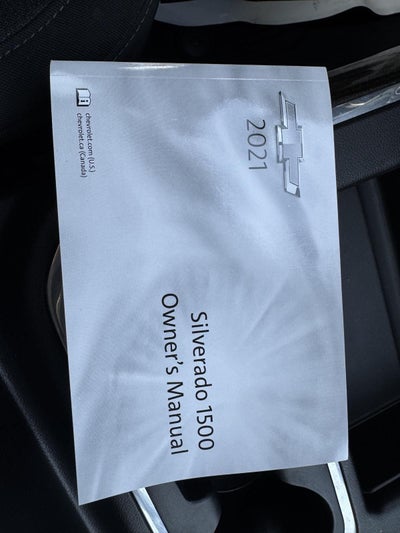 2021
Silverado 1500
Owner's Manual
chevrolet.com (U.S.)
chevrolet.ca (Canada)